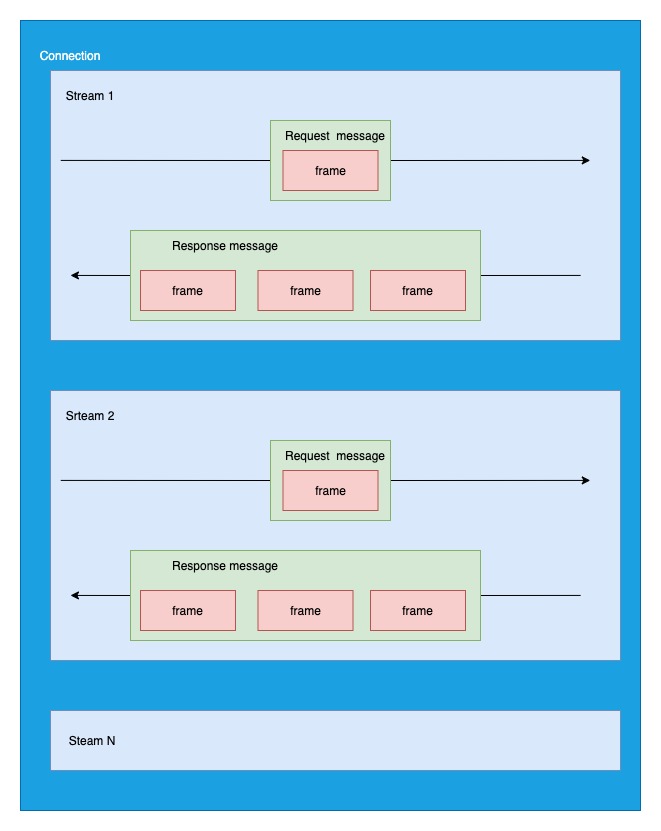 Connection
Stream 1
Request  message
frame
Response message
frame frame frame
Srteam 2
Request  message
frame
Response message
frame frame frame
Steam N